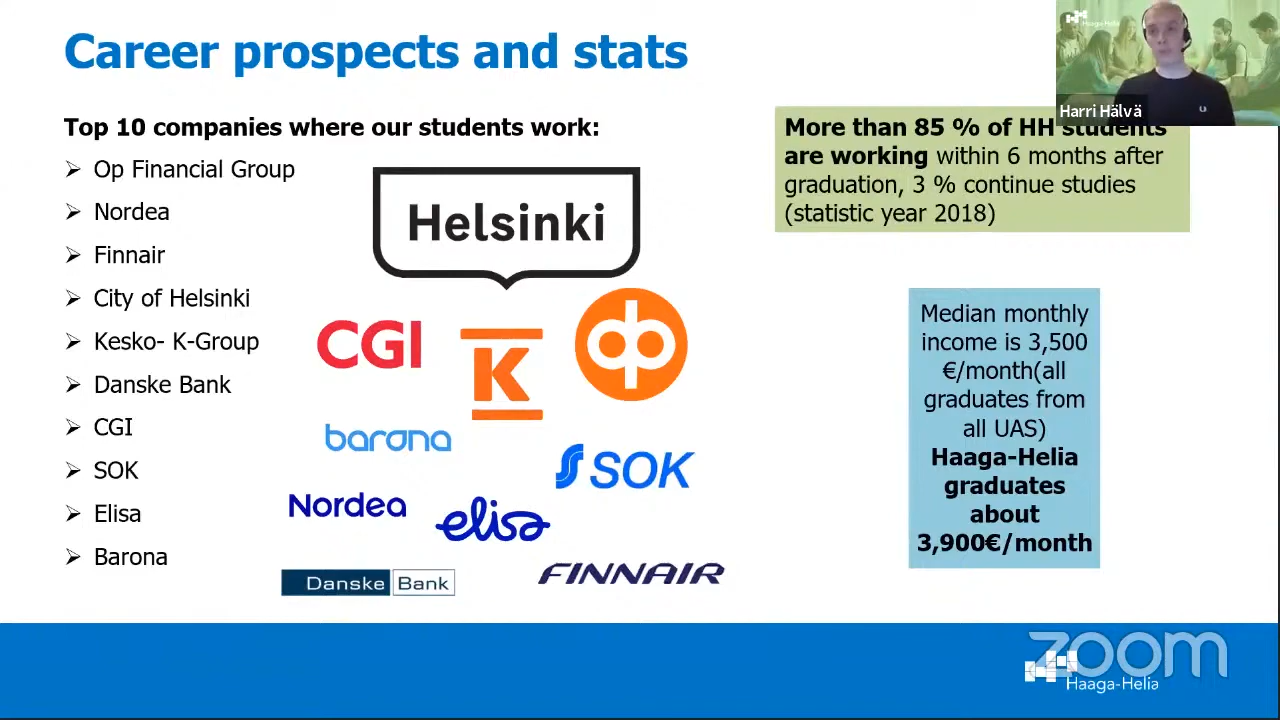 Career prospects and stats
Haaga-Helia
Harri Hälvä
Top 10 companies where our students work:
➢ Op Financial Group
➢ Nordea
➢ Finnair
➢ City of Helsinki
➢ Kesko- K-Group
➢ Danske Bank
➢ CGI
➢ SOK
➢ Elisa
➢ Barona
Helsinki
CGI
K
op
barona
SOK
Nordea
elisa
Danske Bank
FINNAIR
More than 85 % of HH students
are working within 6 months after
graduation, 3 % continue studies
(statistic year 2018)
Median monthly
income is 3,500
€/month(all
graduates from
all UAS)
Haaga-Helia
graduates
about
3,900€/month
zoom
Haaga-Helia